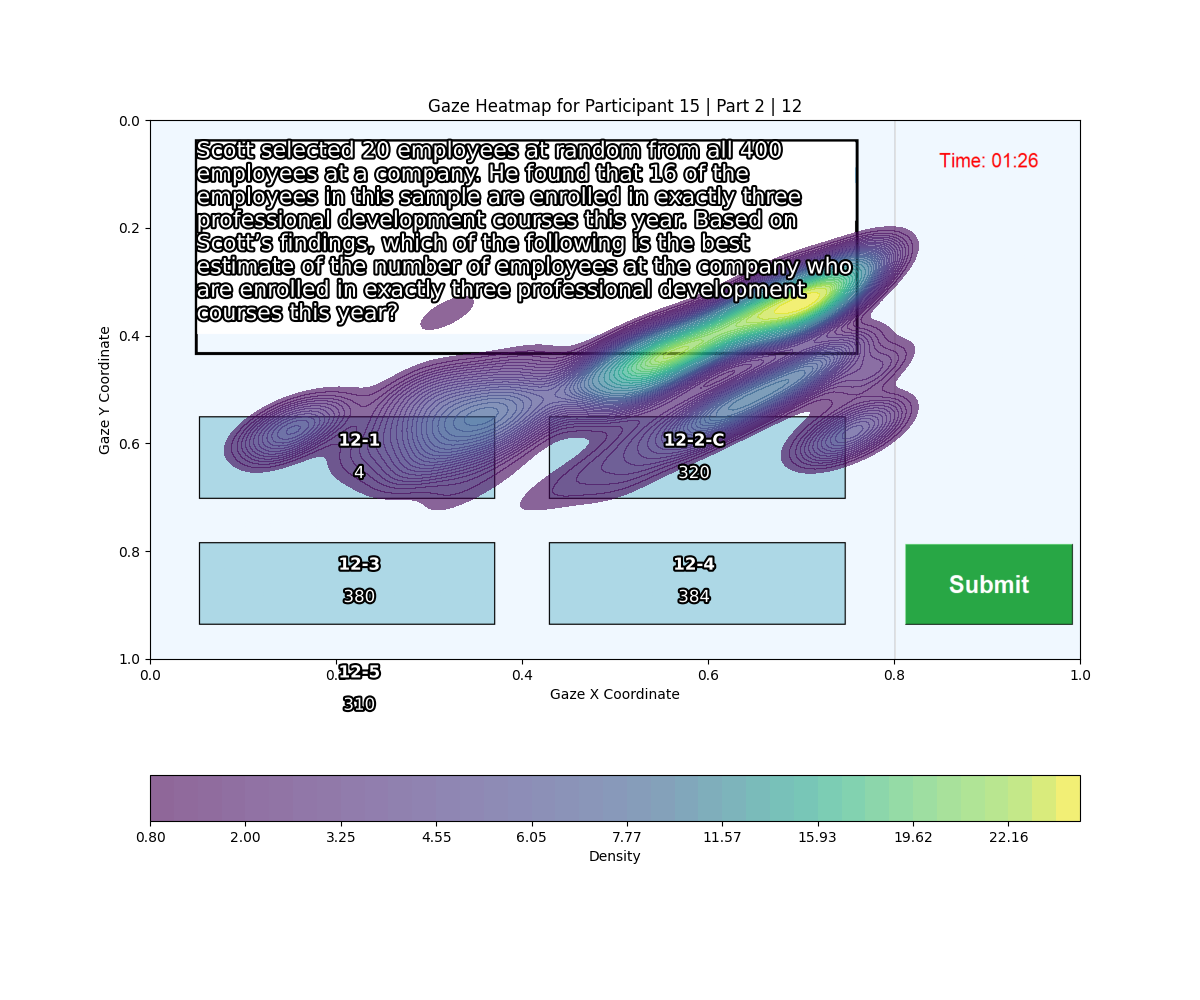 Gaze Heatmap for Participant 15 | Part 2 | 12
Scott selected 20 employees at random from all 400
employees at a company. He found that 16 of the
employees in this sample are enrolled in exactly three
professional development courses this year. Based on
Scott’s findings, which of the following is the best
estimate of the number of employees at the company who
are enrolled in exactly three professional development
courses this year?
Time: 01:26
12-1
4
12-2-C
320
12-3
380
12-4
384
Submit
12-5
310
0.0
0.2
0.4
0.6
0.8
1.0
Gaze Y Coordinate
0.0 0.4 0.6 0.8 1.0
Gaze X Coordinate
0.80 2.00 3.25 4.55 6.05 7.77 11.57 15.93 19.62 22.16
Density